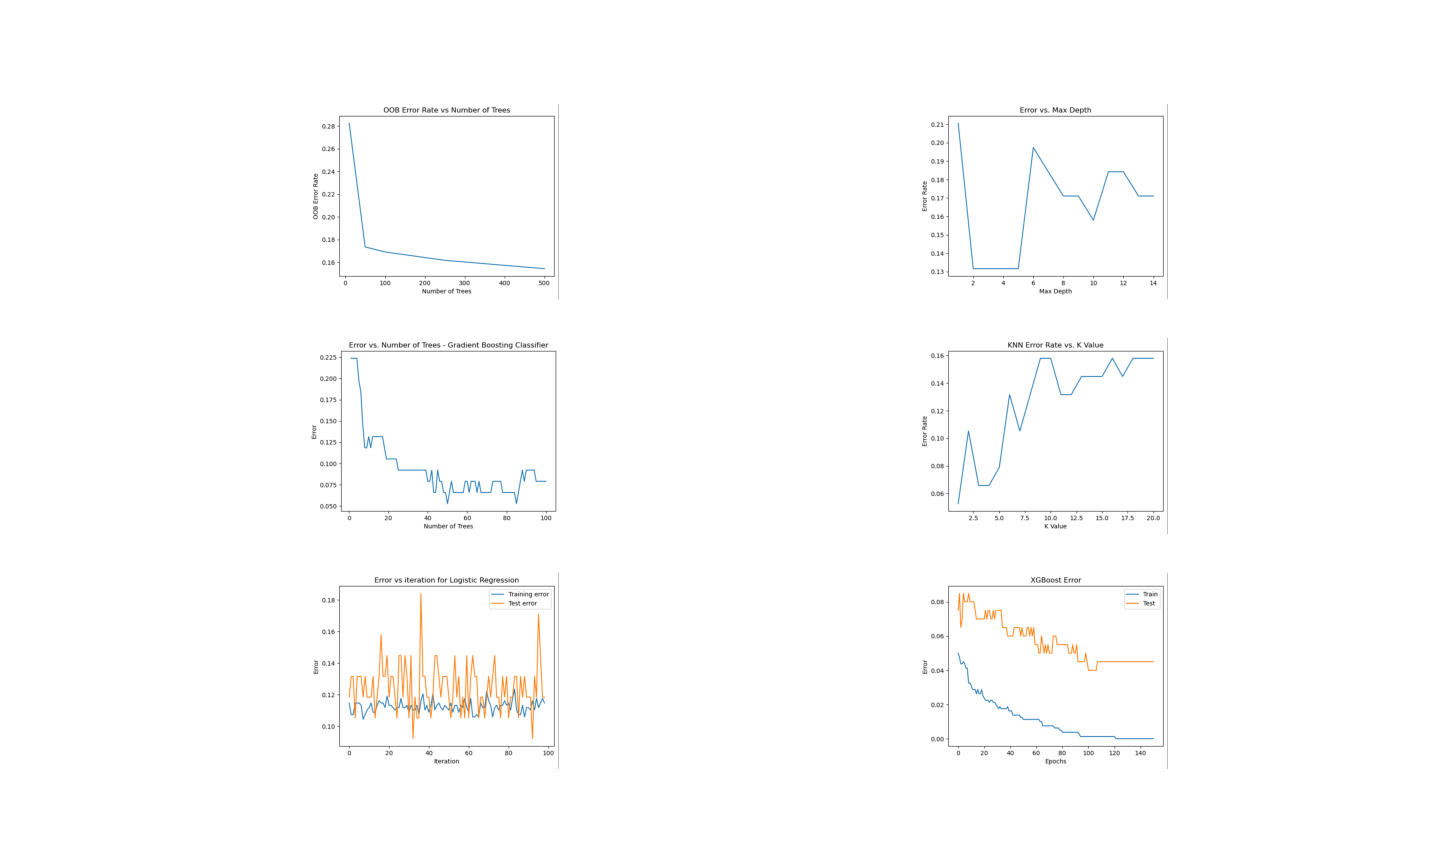 OOB Error Rate vs Number of Trees
0.28
0.26
0.24
0.22
0.20
0.18
0.16
OOB Error Rate
0 100 200 300 400 500
Number of Trees
Error vs. Max Depth
0.21
0.20
0.19
0.18
0.17
0.16
0.15
0.14
0.13
Error Rate
2 4 6 8 10 12 14
Max Depth
Error vs. Number of Trees - Gradient Boosting Classifier
0.225
0.200
0.175
0.150
0.125
0.100
0.075
0.050
Error
0 20 40 60 80 100
Number of Trees
KNN Error Rate vs. K Value
0.16
0.14
0.12
0.10
0.08
0.06
Error Rate
2.5 5.0 7.5 10.0 12.5 15.0 17.5 20.0
K Value
Error vs iteration for Logistic Regression
Training error
Test error
0.18
0.16
0.14
0.12
0.10
Error
0 20 40 60 80 100
Iteration
XGBoost Error
Train
Test
0.08
0.06
0.04
0.02
0.00
Error
0 20 40 60 80 100 120 140
Epochs